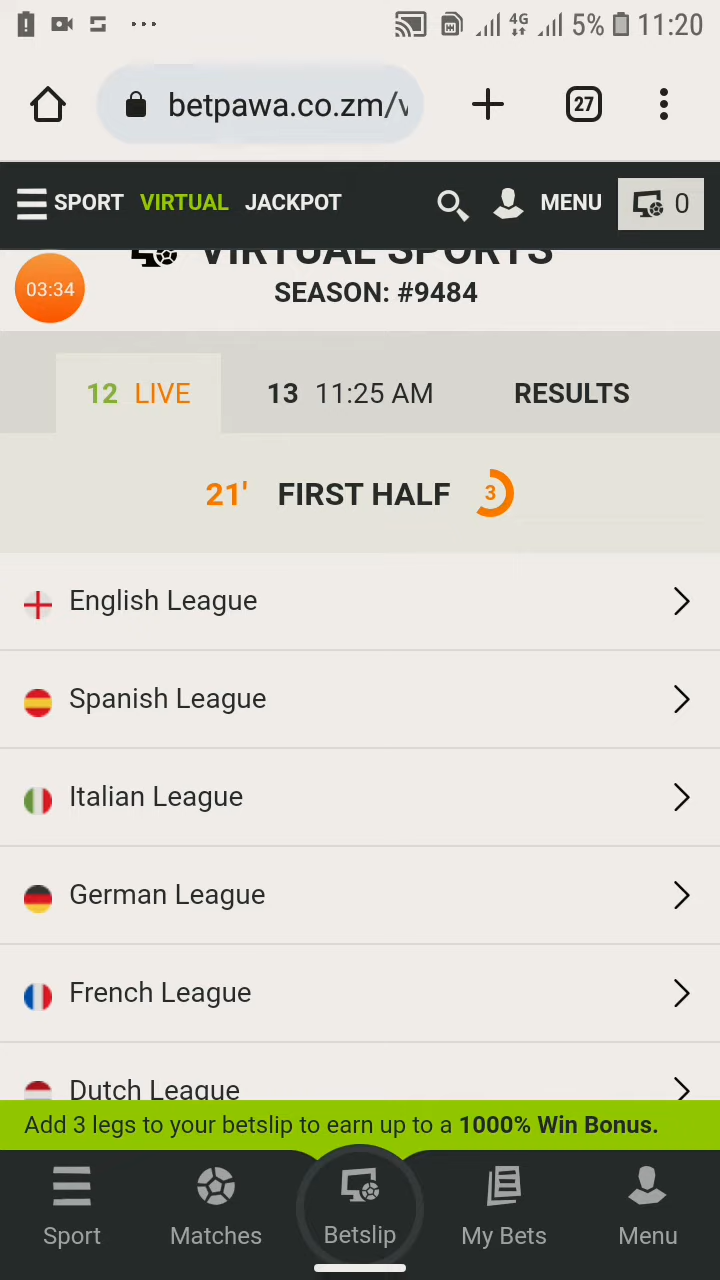 4G 5% 11:20
betpawa.co.zm/v 27
SPORT VIRTUAL JACKPOT MENU 0
VIRTUAL SPORTS
03:34 SEASON: #9484
12 LIVE 13 11:25 AM RESULTS
21' FIRST HALF 3
English League
Spanish League
Italian League
German League
French League
Dutch League
Add 3 legs to your betslip to earn up to a 1000% Win Bonus.
Sport Matches Betslip My Bets Menu